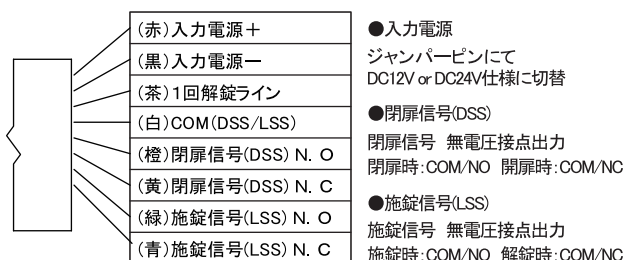 (赤)入力電源＋
(黒)入力電源ー
(茶)1回解錠ライン
(白)COM(DSS/LSS)
(橙)閉扉信号(DSS) N. O
(黄)閉扉信号(DSS) N. C
(緑)施錠信号(LSS) N. O
(青)施錠信号(LSS) N. C
●入力電源
ジャンパーピンにて
DC12V or DC24V仕様に切替
●閉扉信号(DSS)
閉扉信号 無電圧接点出力
閉扉時:COM/NO 開扉時:COM/NC
●施錠信号(LSS)
施錠信号 無電圧接点出力
施錠時:COM/NO 解錠時:COM/NC